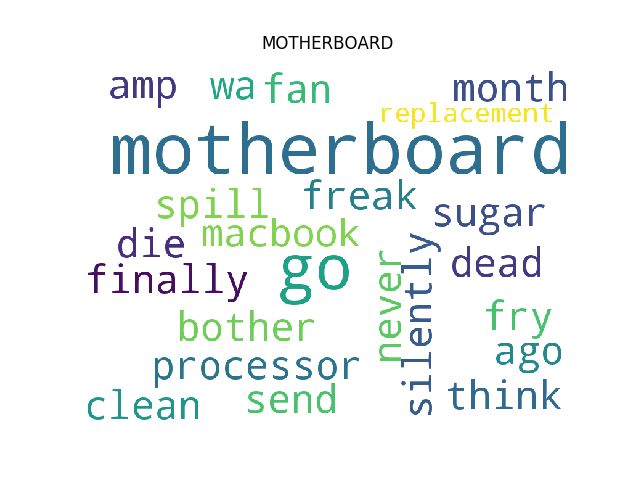 MOTHERBOARD
amp wa fan month
replacement
motherboard
spill freak sugar
die macbook
finally go never silently dead
bother fry
processor ago
clean send think